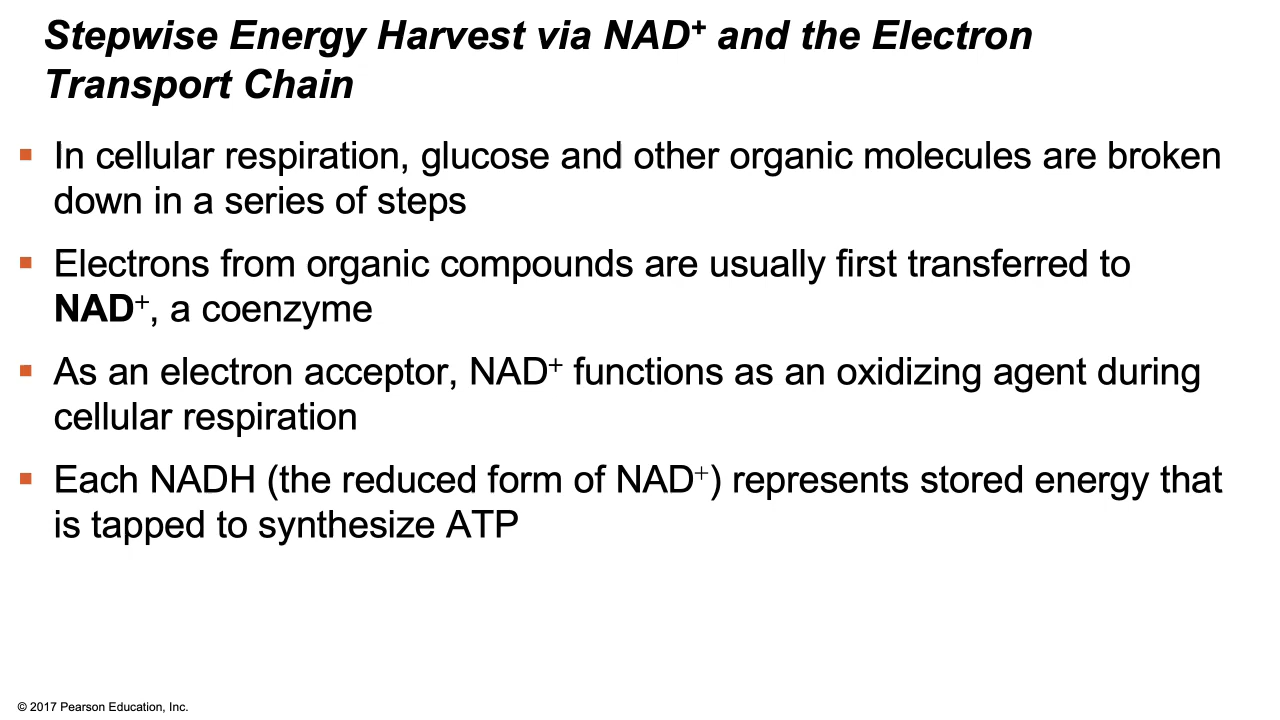 Stepwise Energy Harvest via NAD⁺ and the Electron
Transport Chain
▪ In cellular respiration, glucose and other organic molecules are broken
down in a series of steps
▪ Electrons from organic compounds are usually first transferred to
NAD⁺, a coenzyme
▪ As an electron acceptor, NAD⁺ functions as an oxidizing agent during
cellular respiration
▪ Each NADH (the reduced form of NAD⁺) represents stored energy that
is tapped to synthesize ATP
© 2017 Pearson Education, Inc.